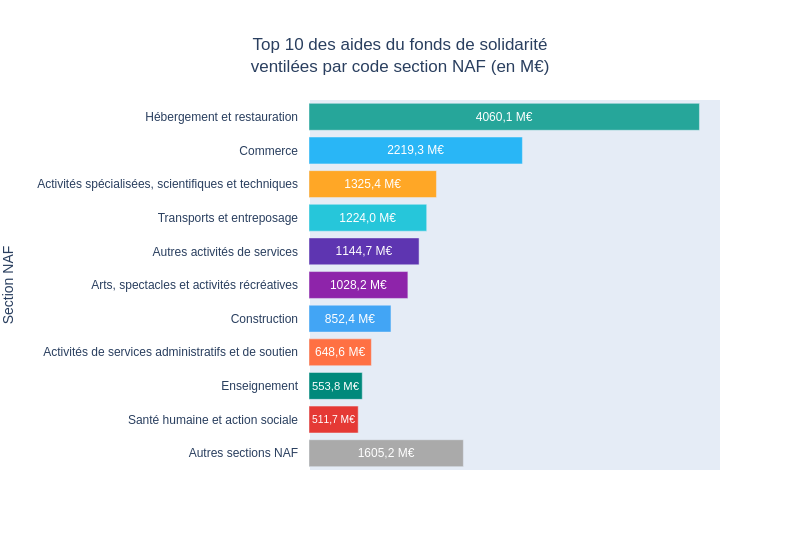 Top 10 des aides du fonds de solidarité
ventilées par code section NAF (en M€)
Section NAF
Hébergement et restauration 4060,1 M€
Commerce 2219,3 M€
Activités spécialisées, scientifiques et techniques 1325,4 M€
Transports et entreposage 1224,0 M€
Autres activités de services 1144,7 M€
Arts, spectacles et activités récréatives 1028,2 M€
Construction 852,4 M€
Activités de services administratifs et de soutien 648,6 M€
Enseignement 553,8 M€
Santé humaine et action sociale 511,7 M€
Autres sections NAF 1605,2 M€